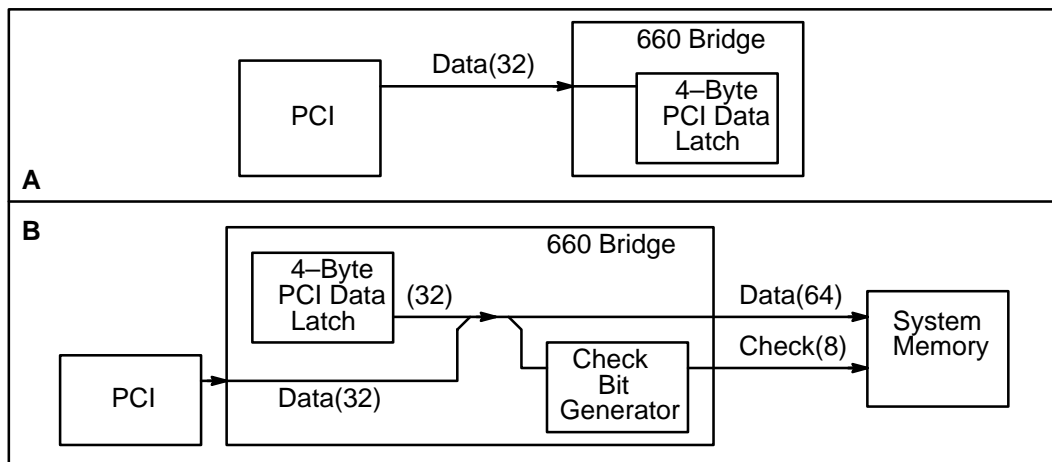 660 Bridge
Data(32)
PCI
4–Byte
PCI Data
Latch
A
B
660 Bridge
4–Byte
PCI Data
Latch
(32)
Data(64)
System
Memory
Check(8)
Check
Bit
Generator
PCI
Data(32)